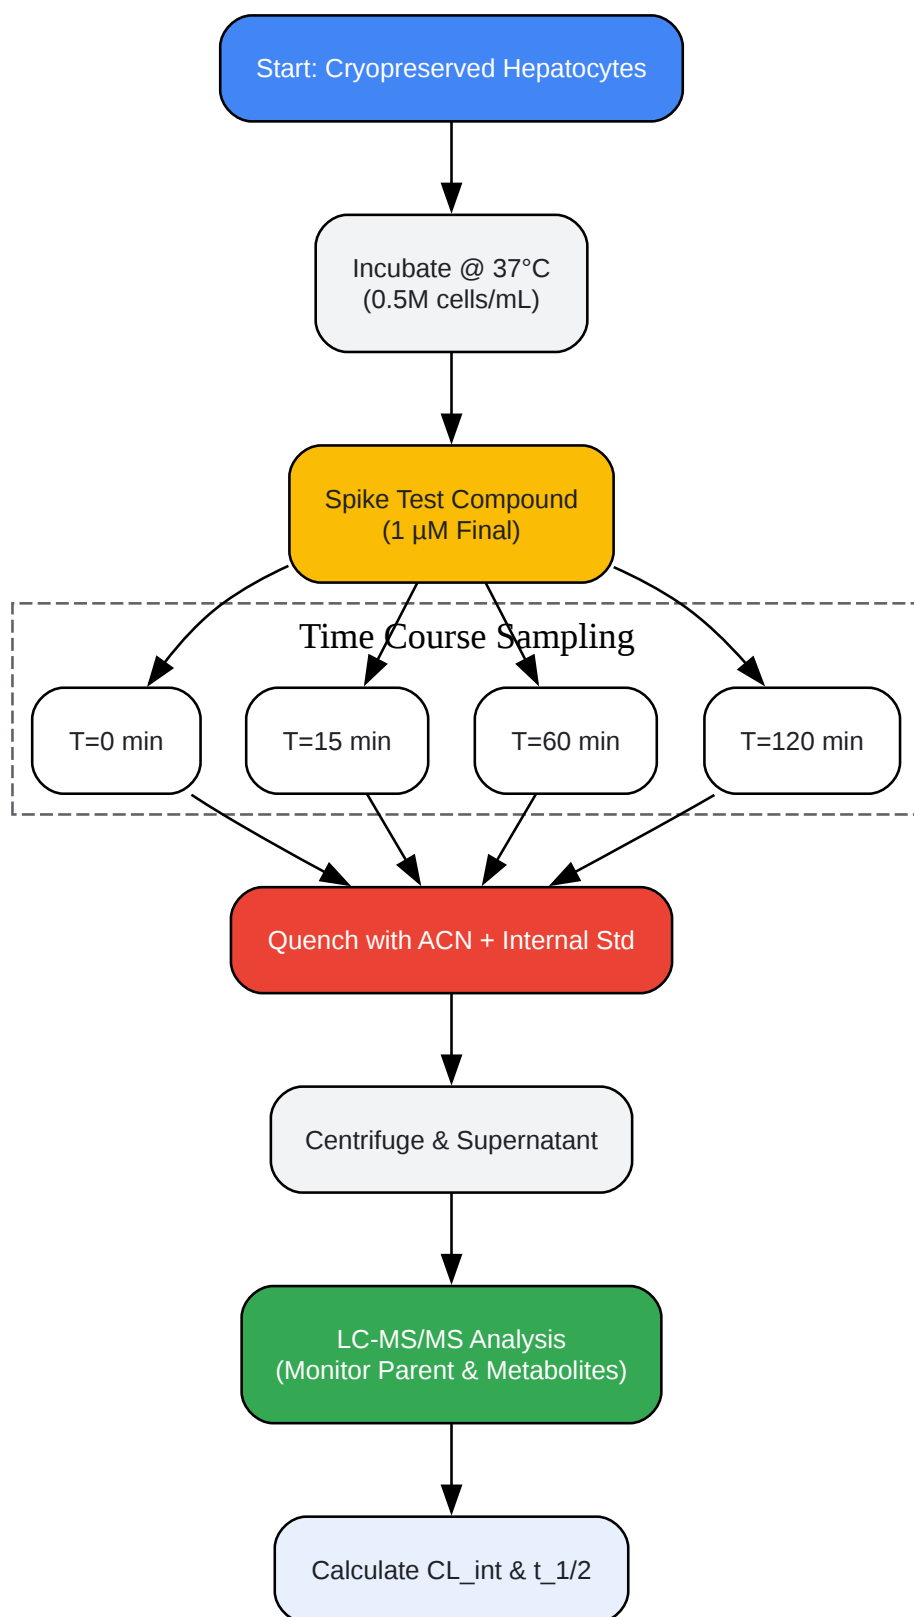 Start: Cryopreserved Hepatocytes
Incubate @ 37°C
(0.5M cells/mL)
Spike Test Compound
(1 µM Final)
Time Course Sampling
T=0 min
T=15 min
T=60 min
T=120 min
Quench with ACN + Internal Std
Centrifuge & Supernatant
LC-MS/MS Analysis
(Monitor Parent & Metabolites)
Calculate CL_int & t_1/2